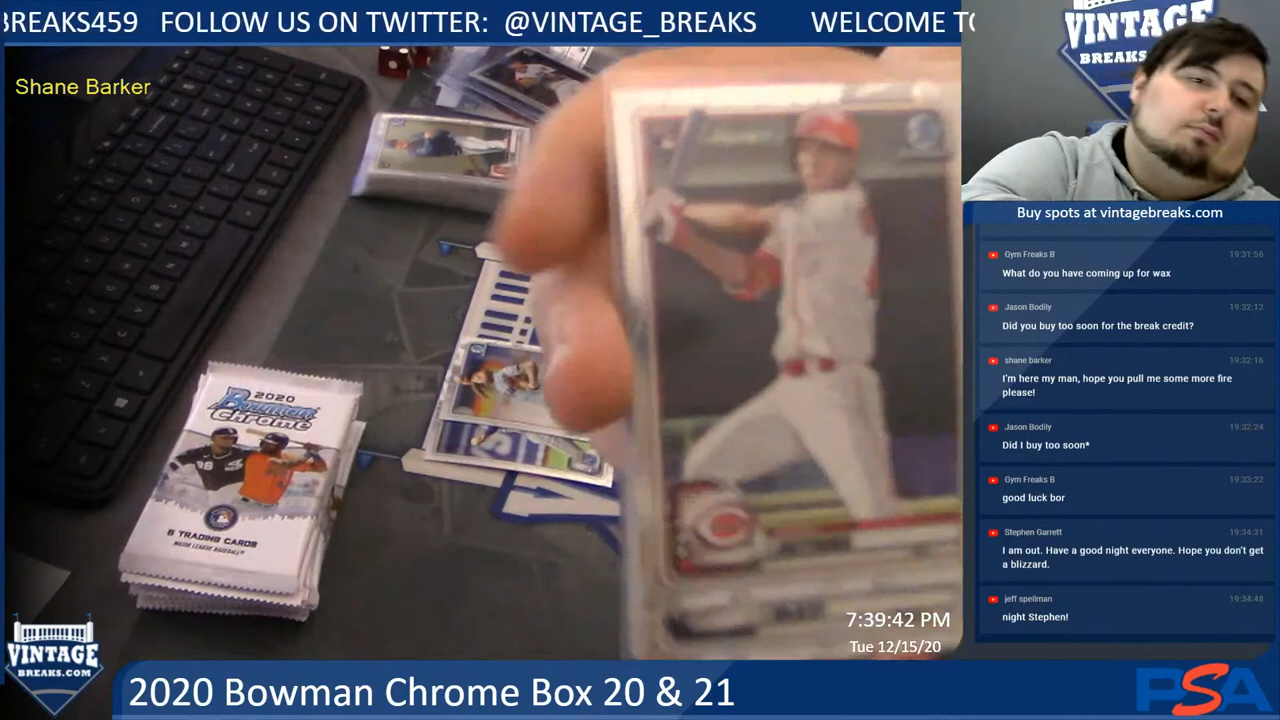 BREAKS459 FOLLOW US ON TWITTER: @VINTAGE_BREAKS WELCOME TO
VINTAGE
BREAKS
Shane Barker
Buy spots at vintagebreaks.com
Gym Freaks B 19:31:56
What do you have coming up for wax
Jason Bodily 19:32:12
Did you buy too soon for the break credit?
shane barker 19:32:16
I'm here my man, hope you pull me some more fire
please!
Jason Bodily 19:32:24
Did I buy too soon*
Gym Freaks B 19:33:22
good luck bor
Stephen Garrett 19:34:31
I am out. Have a good night everyone. Hope you don't get
a blizzard.
jeff spellman 19:34:48
night Stephen!
2020
Bowman
Chrome
TRADING CARDS
MAJOR LEAGUE BASEBALL
7:39:42 PM
Tue 12/15/20
VINTAGE
BREAKS.COM
2020 Bowman Chrome Box 20 & 21
PSA